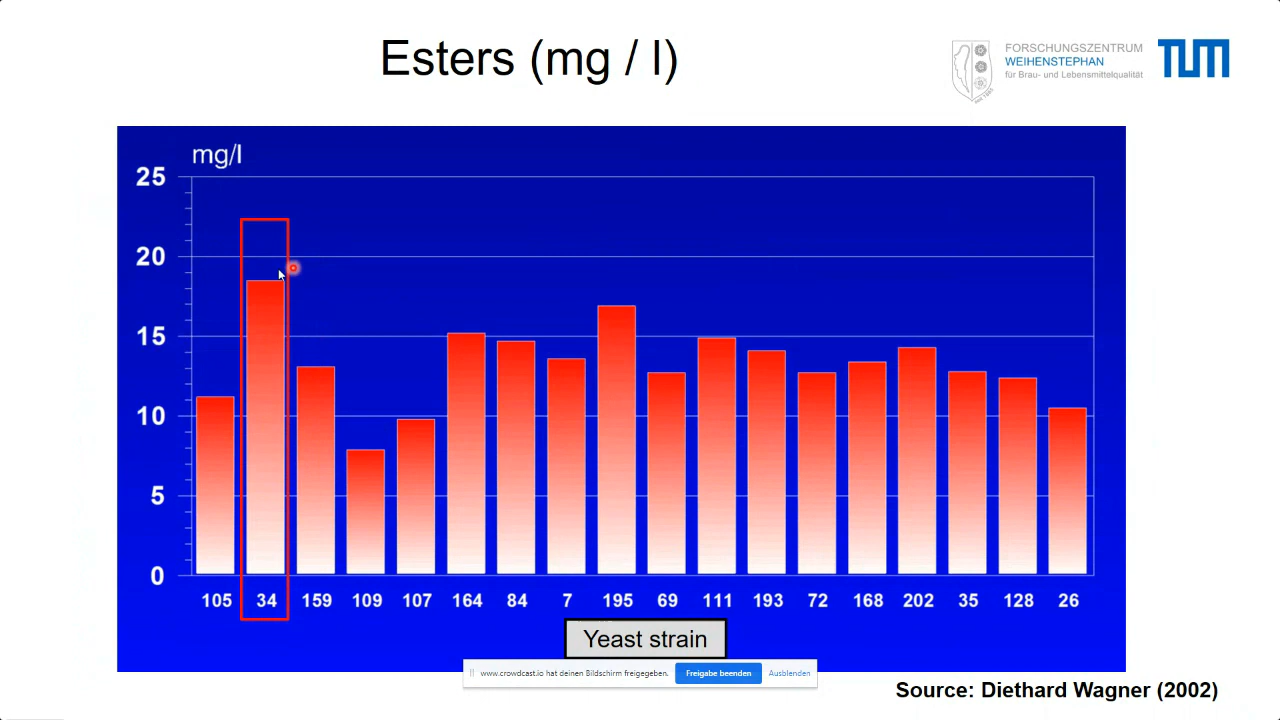 Esters (mg / l)
FORSCHUNGSZENTRUM
WEIHENSTEPHAN
für Brau- und Lebensmittelqualität
TUM
mg/l
25
20
15
10
5
0
105 34 159 109 107 164 84 7 195 69 111 193 72 168 202 35 128 26
Yeast strain
www.crowdcast.io hat deinen Bildschirm freigegeben. Freigabe beenden Ausblenden
Source: Diethard Wagner (2002)